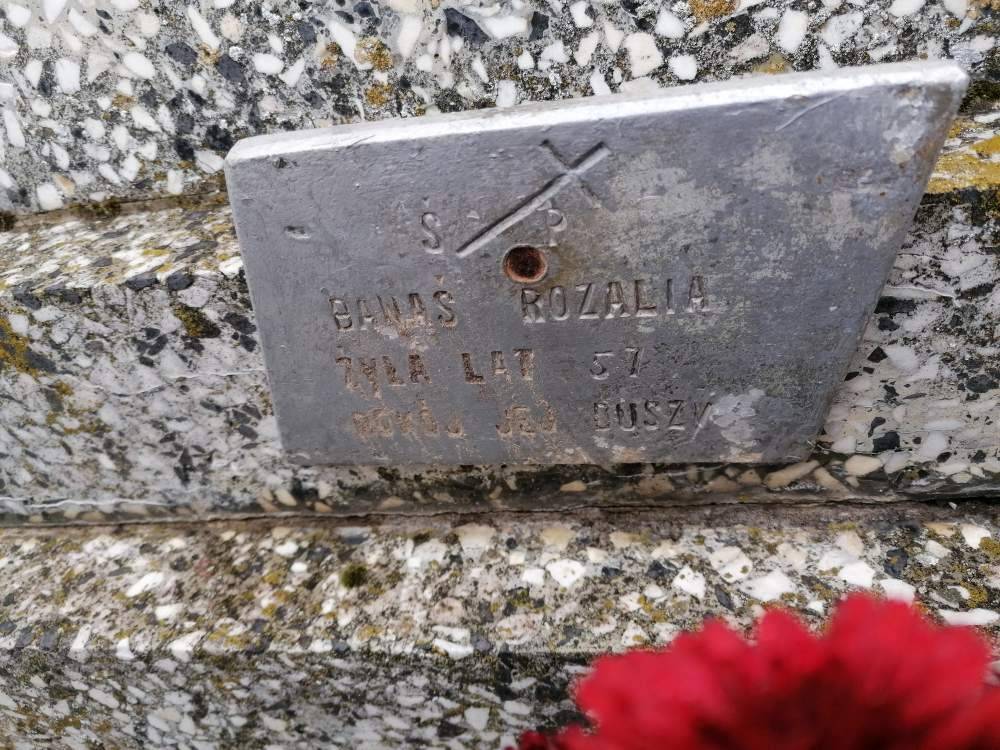 Ś P
BANAŚ ROZALIA
ŻYŁA LAT 57
POKÓJ JEJ DUSZY